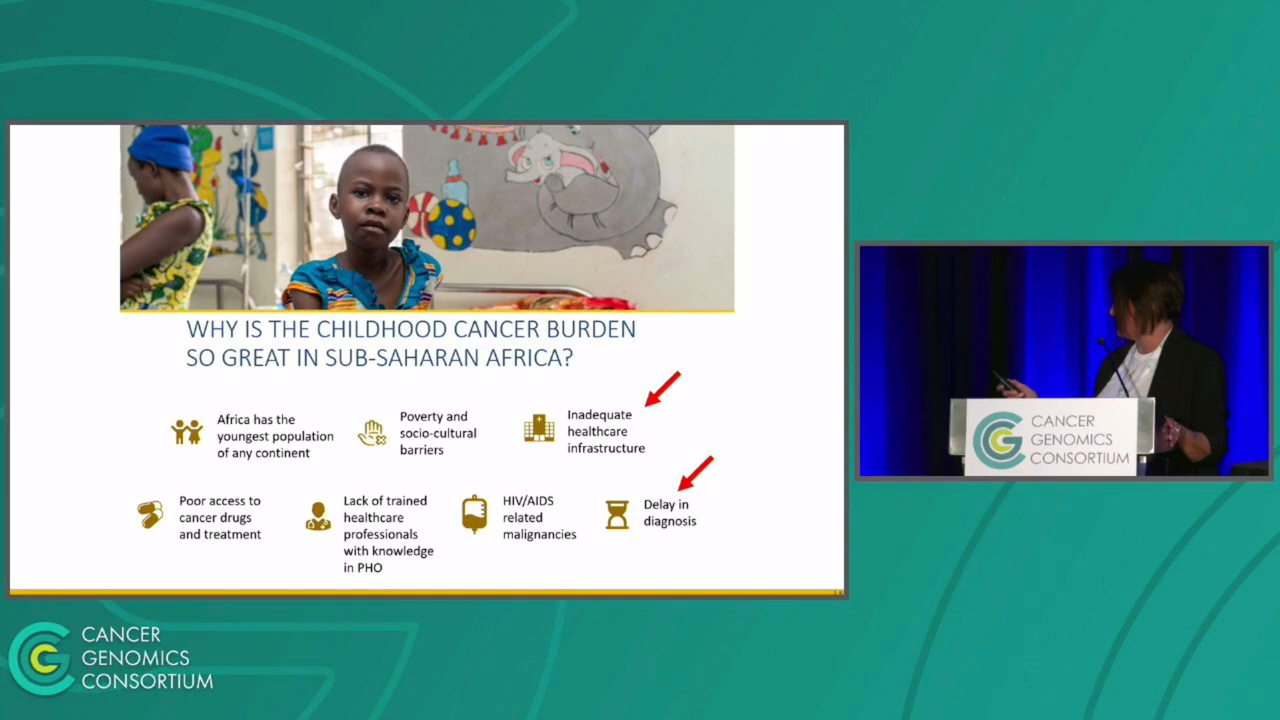 WHY IS THE CHILDHOOD CANCER BURDEN
SO GREAT IN SUB-SAHARAN AFRICA?
Africa has the
youngest population
of any continent
Poverty and
socio-cultural
barriers
Inadequate
healthcare
infrastructure
Poor access to
cancer drugs
and treatment
Lack of trained
healthcare
professionals
with knowledge
in PHO
HIV/AIDS
related
malignancies
Delay in
diagnosis
CANCER
GENOMICS
CONSORTIUM
CANCER
GENOMICS
CONSORTIUM